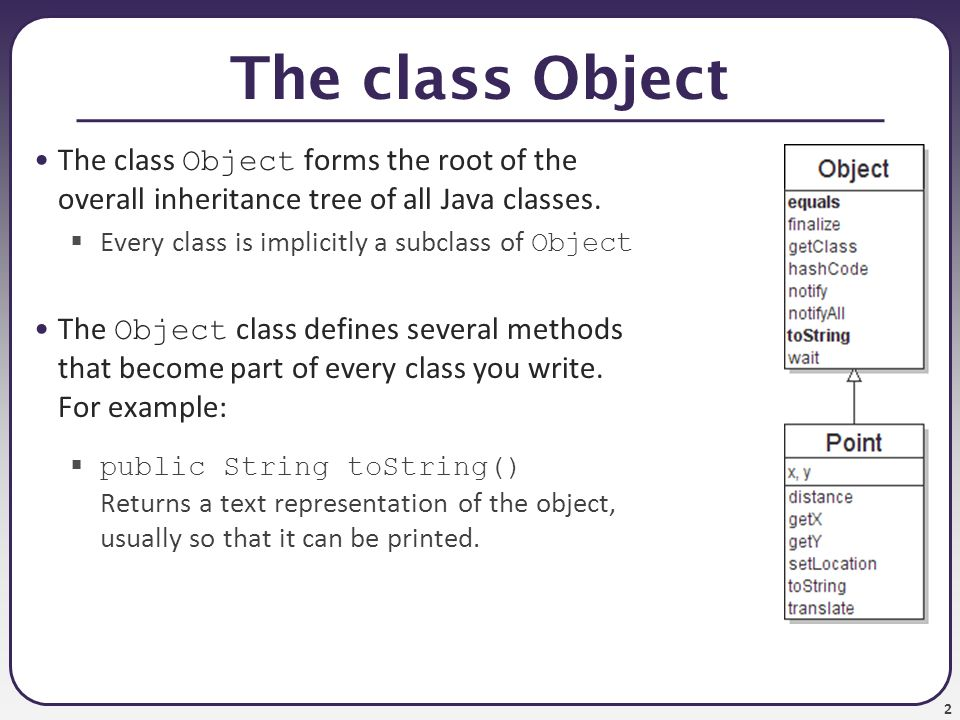 The class Object
• The class Object forms the root of the
overall inheritance tree of all Java classes.
▪ Every class is implicitly a subclass of Object
• The Object class defines several methods
that become part of every class you write.
For example:
▪ public String toString()
Returns a text representation of the object,
usually so that it can be printed.
Object
equals
finalize
getClass
hashCode
notify
notifyAll
toString
wait
Point
x, y
distance
getX
getY
setLocation
toString
translate
2